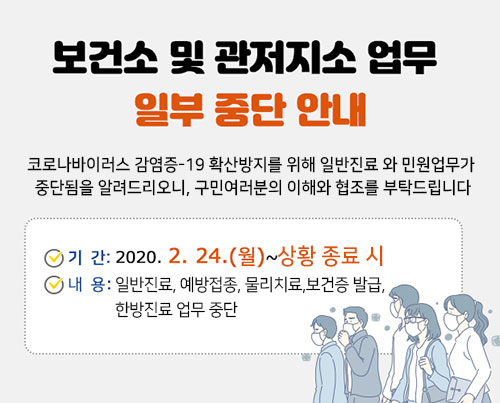 보건소 및 관저지소 업무
일부 중단 안내
코로나바이러스 감염증-19 확산방지를 위해 일반진료 와 민원업무가
중단됨을 알려드리오니, 구민여러분의 이해와 협조를 부탁드립니다
기 간: 2020. 2. 24.(월)~상황 종료 시
내 용: 일반진료, 예방접종, 물리치료,보건증 발급,
한방진료 업무 중단